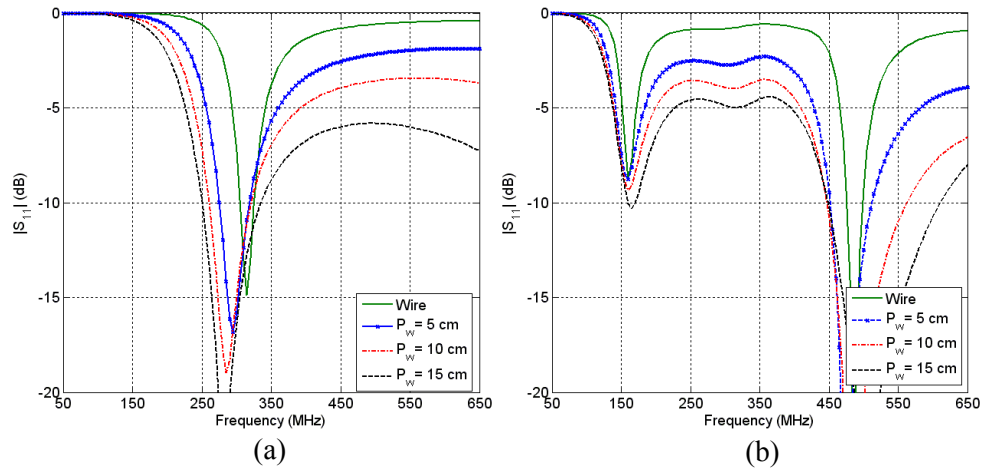 0
-5
-10
-15
-20
|S11| (dB)
50 150 250 350 450 550 650
Frequency (MHz)
Wire
PW = 5 cm
PW = 10 cm
PW = 15 cm
(a)
0
-5
-10
-15
-20
|S11| (dB)
50 150 250 350 450 550 650
Frequency (MHz)
Wire
PW = 5 cm
PW = 10 cm
PW = 15 cm
(b)